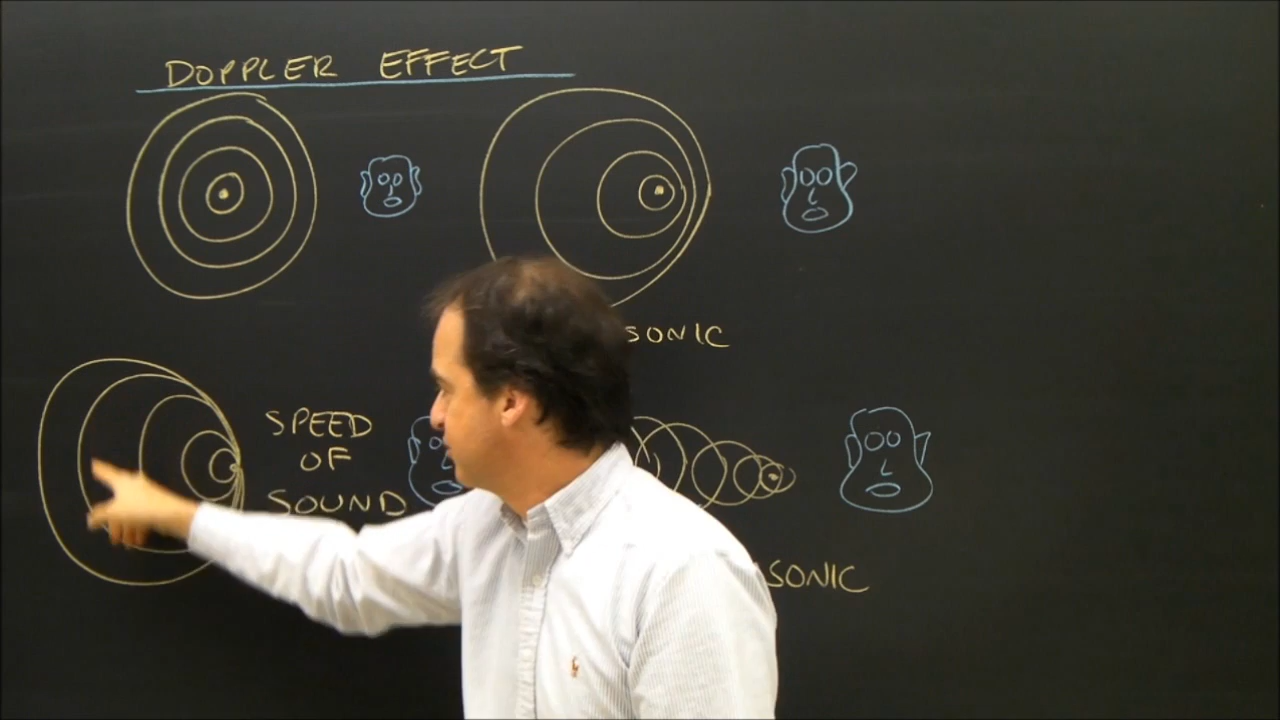 DOPPLER EFFECT
SONIC
SPEED
OF
SOUND
SONIC